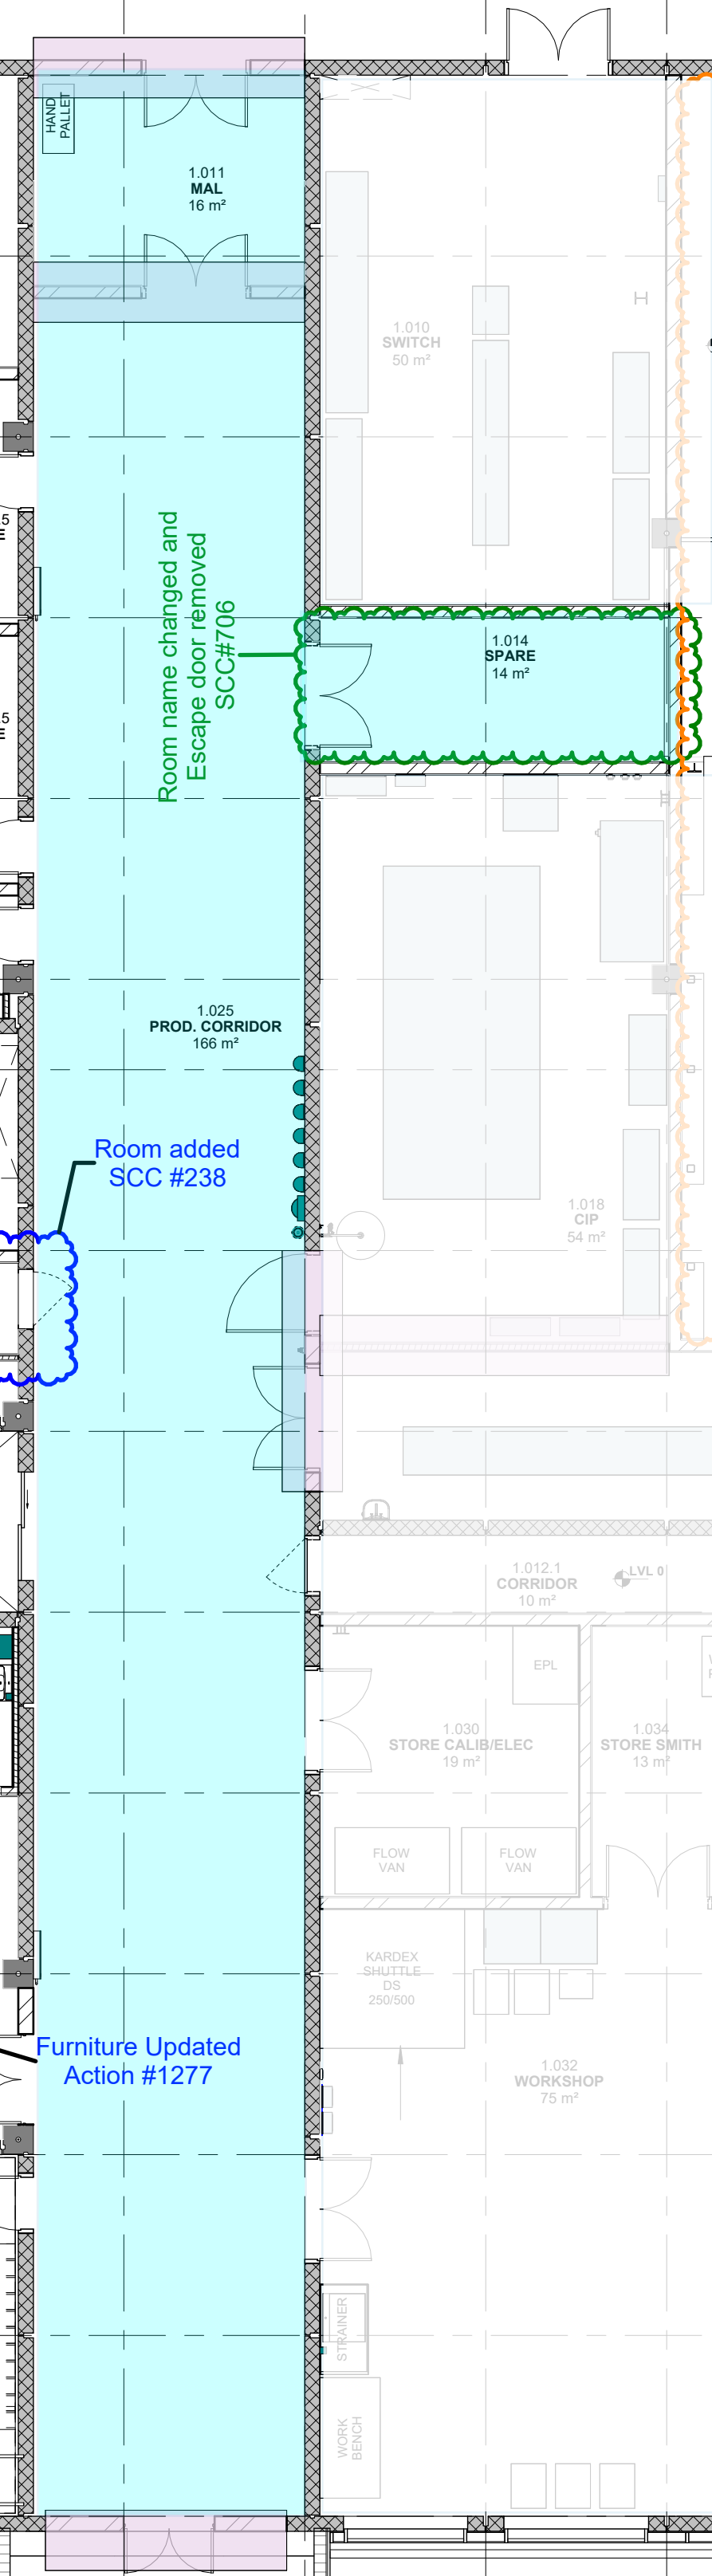 HAND
PALLET
1.011
MAL
16 m²
1.010
SWITCH
50 m²
Room name changed and
Escape door removed
SCC#706
1.014
SPARE
14 m²
1.025
PROD. CORRIDOR
166 m²
Room added
SCC #238
1.018
CIP
54 m²
1.012.1
CORRIDOR
10 m²
LVL 0
EPL
1.030
STORE CALIB/ELEC
19 m²
1.034
STORE SMITH
13 m²
FLOW
VAN
FLOW
VAN
KARDEX
SHUTTLE
DS
250/500
Furniture Updated
Action #1277
1.032
WORKSHOP
75 m²
STRAINER
WORK
BENCH